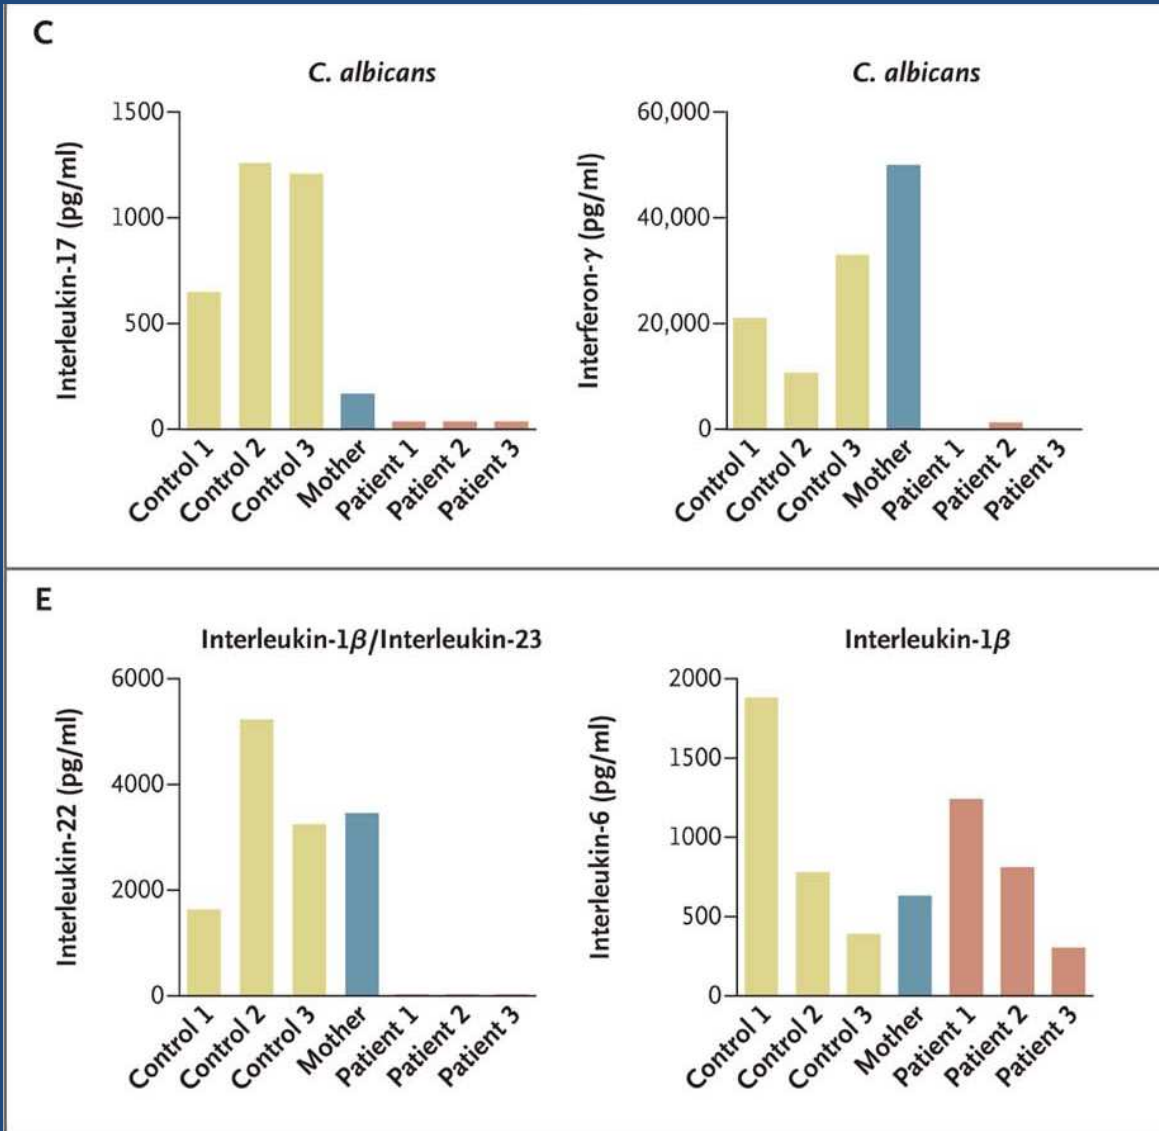 C
C. albicans
Interleukin-17 (pg/ml)
1500
1000
500
0
Control 1
Control 2
Control 3
Mother
Patient 1
Patient 2
Patient 3
C. albicans
Interferon-γ (pg/ml)
60,000
40,000
20,000
0
Control 1
Control 2
Control 3
Mother
Patient 1
Patient 2
Patient 3
E
Interleukin-1β/Interleukin-23
Interleukin-22 (pg/ml)
6000
4000
2000
0
Control 1
Control 2
Control 3
Mother
Patient 1
Patient 2
Patient 3
Interleukin-1β
Interleukin-6 (pg/ml)
2000
1500
1000
500
0
Control 1
Control 2
Control 3
Mother
Patient 1
Patient 2
Patient 3